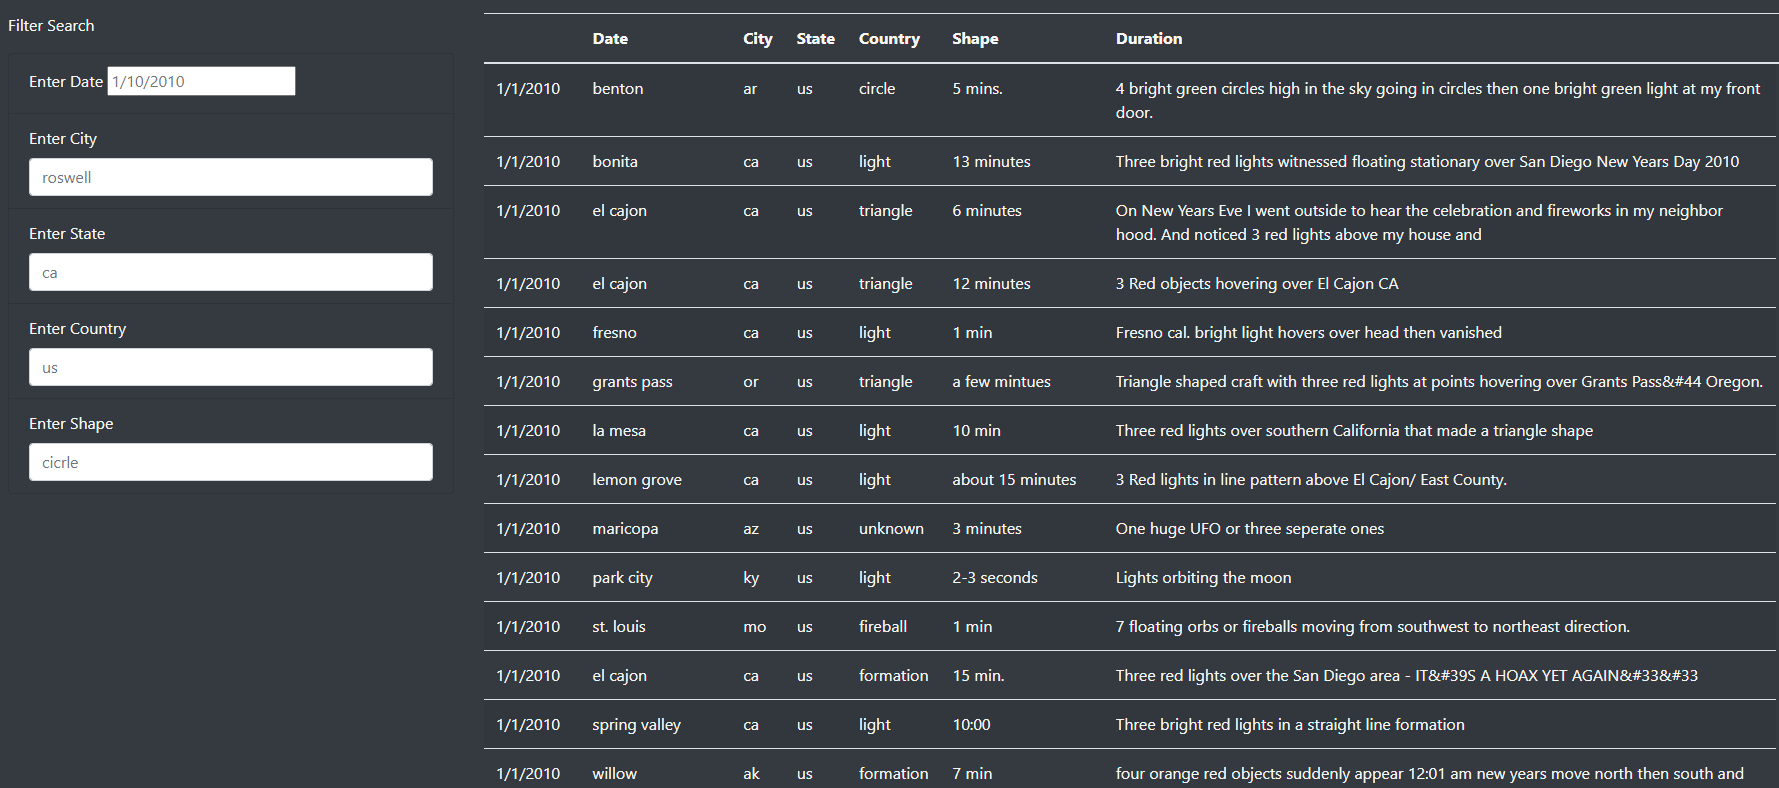 Filter Search
Enter Date 1/10/2010
Enter City
roswell
Enter State
ca
Enter Country
us
Enter Shape
cicrle
Date City State Country Shape Duration
1/1/2010 benton ar us circle 5 mins. 4 bright green circles high in the sky going in circles then one bright green light at my front
door.
1/1/2010 bonita ca us light 13 minutes Three bright red lights witnessed floating stationary over San Diego New Years Day 2010
1/1/2010 el cajon ca us triangle 6 minutes On New Years Eve I went outside to hear the celebration and fireworks in my neighbor
hood. And noticed 3 red lights above my house and
1/1/2010 el cajon ca us triangle 12 minutes 3 Red objects hovering over El Cajon CA
1/1/2010 fresno ca us light 1 min Fresno cal. bright light hovers over head then vanished
1/1/2010 grants pass or us triangle a few mintues Triangle shaped craft with three red lights at points hovering over Grants Pass&#44 Oregon.
1/1/2010 la mesa ca us light 10 min Three red lights over southern California that made a triangle shape
1/1/2010 lemon grove ca us light about 15 minutes 3 Red lights in line pattern above El Cajon/ East County.
1/1/2010 maricopa az us unknown 3 minutes One huge UFO or three seperate ones
1/1/2010 park city ky us light 2-3 seconds Lights orbiting the moon
1/1/2010 st. louis mo us fireball 1 min 7 floating orbs or fireballs moving from southwest to northeast direction.
1/1/2010 el cajon ca us formation 15 min. Three red lights over the San Diego area - IT&#39S A HOAX YET AGAIN&#33&#33
1/1/2010 spring valley ca us light 10:00 Three bright red lights in a straight line formation
1/1/2010 willow ak us formation 7 min four orange red objects suddenly appear 12:01 am new years move north then south and